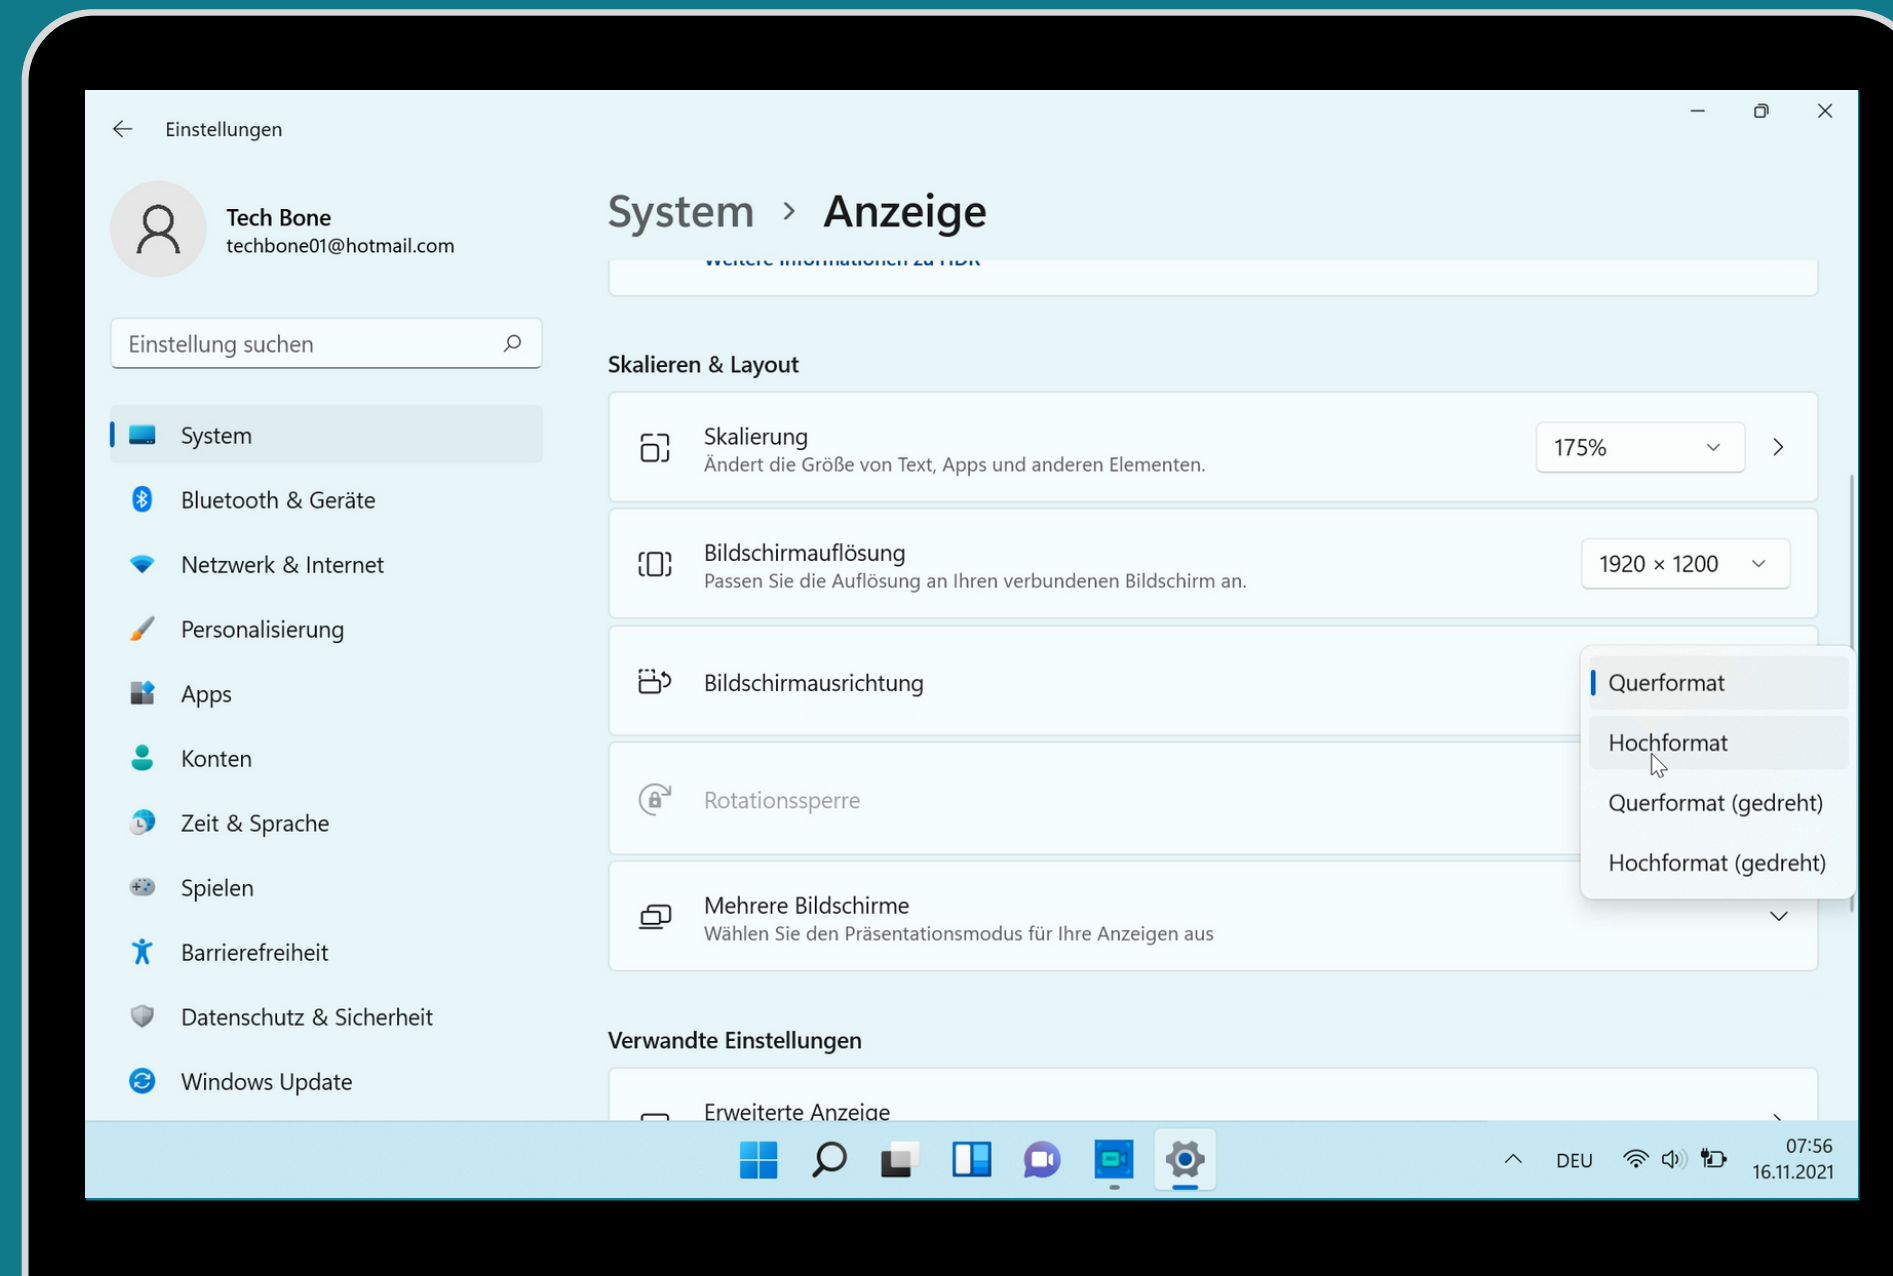 Einstellungen
Tech Bone
techbone01@hotmail.com
Einstellung suchen
System
Bluetooth & Geräte
Netzwerk & Internet
Personalisierung
Apps
Konten
Zeit & Sprache
Spielen
Barrierefreiheit
Datenschutz & Sicherheit
Windows Update
System > Anzeige
Weitere Informationen zu HDR
Skalieren & Layout
Skalierung
Ändert die Größe von Text, Apps und anderen Elementen.
175%
Bildschirmauflösung
Passen Sie die Auflösung an Ihren verbundenen Bildschirm an.
1920 × 1200
Bildschirmausrichtung
Querformat
Hochformat
Querformat (gedreht)
Hochformat (gedreht)
Rotationssperre
Mehrere Bildschirme
Wählen Sie den Präsentationsmodus für Ihre Anzeigen aus
Verwandte Einstellungen
Erweiterte Anzeige
DEU
07:56
16.11.2021